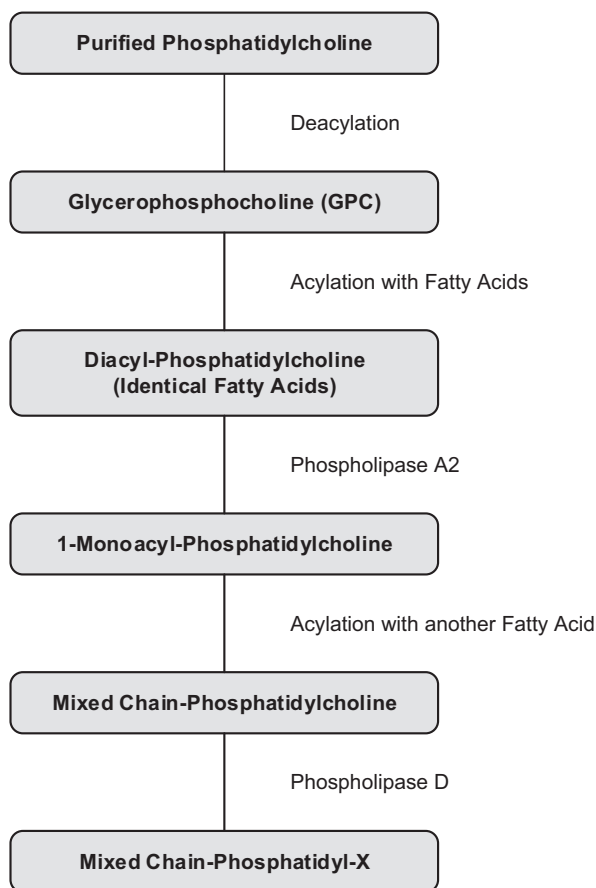 Purified Phosphatidylcholine
Deacylation
Glycerophosphocholine (GPC)
Acylation with Fatty Acids
Diacyl-Phosphatidylcholine
(Identical Fatty Acids)
Phospholipase A2
1-Monoacyl-Phosphatidylcholine
Acylation with another Fatty Acid
Mixed Chain-Phosphatidylcholine
Phospholipase D
Mixed Chain-Phosphatidyl-X